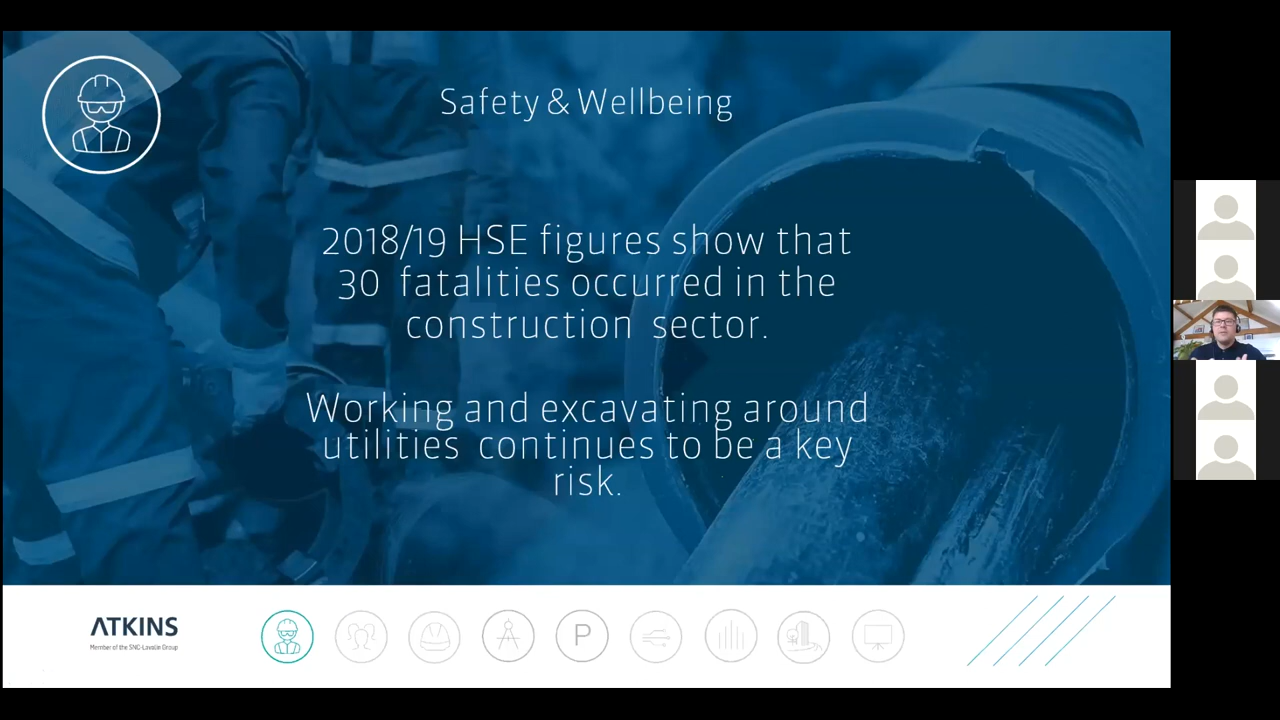 Safety & Wellbeing
2018/19 HSE figures show that
30 fatalities occurred in the
construction sector.
Working and excavating around
utilities continues to be a key
risk.
ATKINS
Member of the SNC-Lavalin Group
P